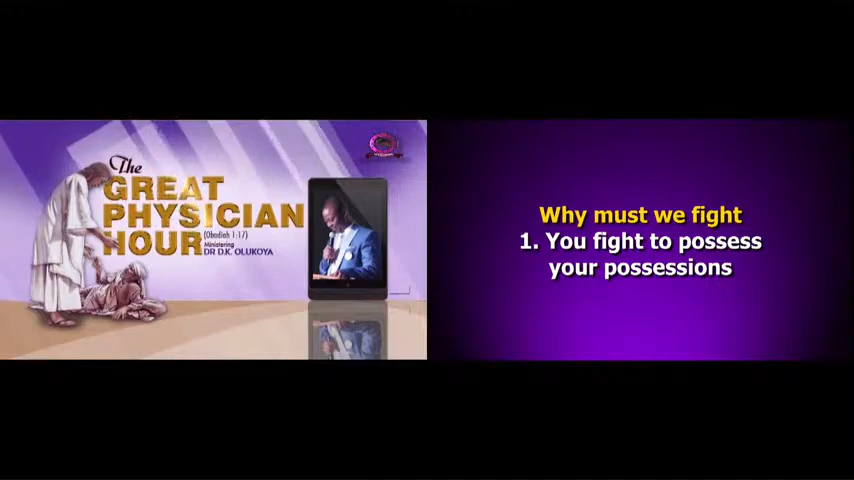 The
GREAT
PHYSICIAN
HOUR
(Obadiah 1:17)
Ministering
DR D.K. OLUKOYA
Why must we fight
1. You fight to possess
your possessions